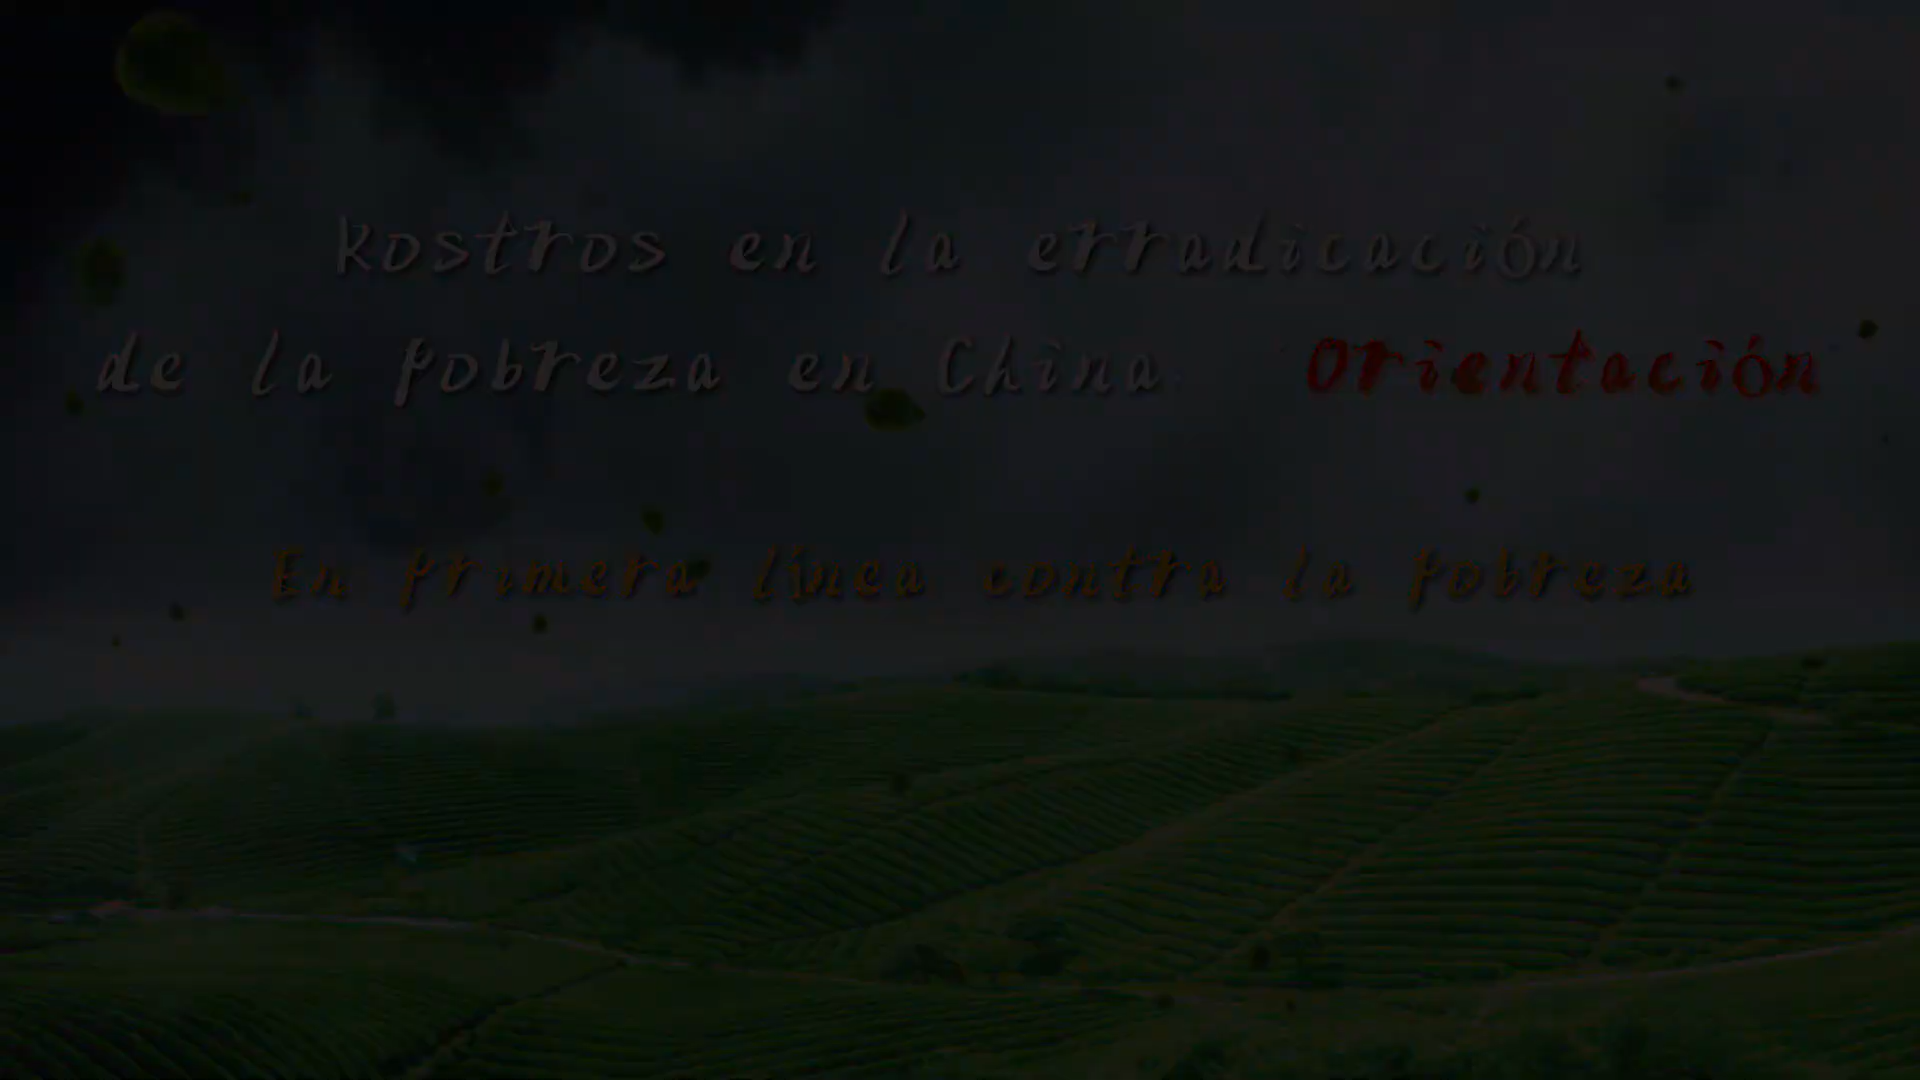 Rostros en la erradicación
de la pobreza en China: Orientación
En primera línea contra la pobreza